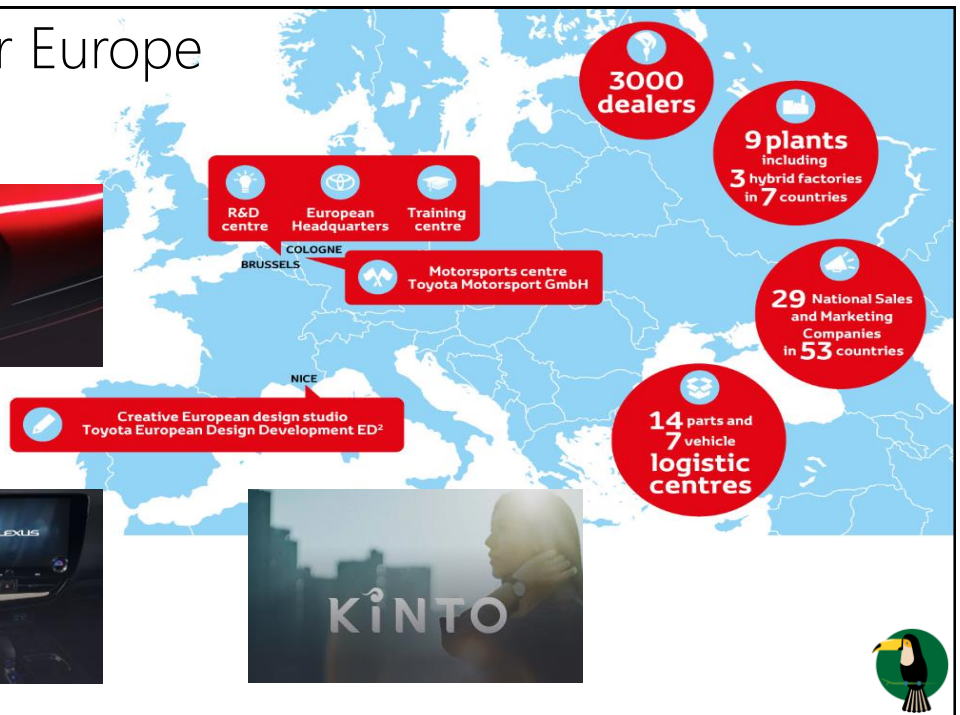 r Europe
3000
dealers
9 plants
including
3 hybrid factories
in 7 countries
R&D
centre
European
Headquarters
Training
centre
COLOGNE
BRUSSELS
Motorsports centre
Toyota Motorsport GmbH
29 National Sales
and Marketing
Companies
in 53 countries
NICE
Creative European design studio
Toyota European Design Development ED²
14 parts and
7 vehicle
logistic
centres
LEXUS
KiNTO